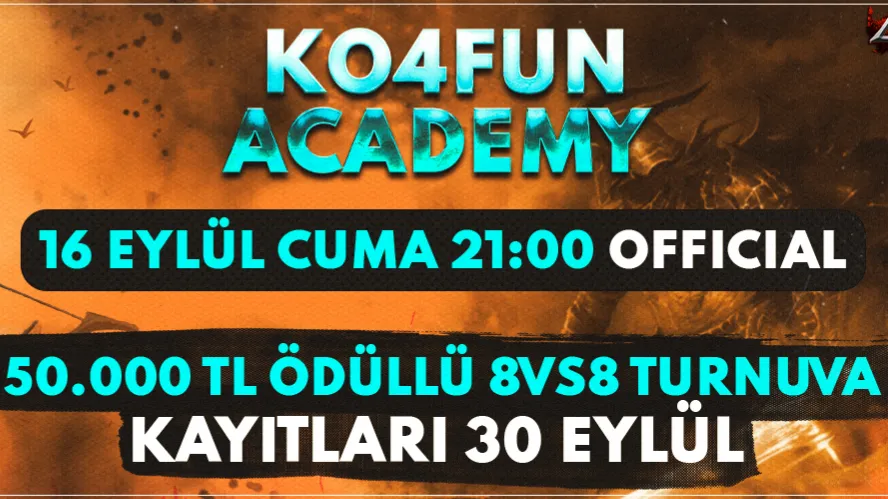 KO4FUN
ACADEMY
16 EYLÜL CUMA 21:00 OFFICIAL
50.000 TL ÖDÜLLÜ 8VS8 TURNUVA
KAYITLARI 30 EYLÜL